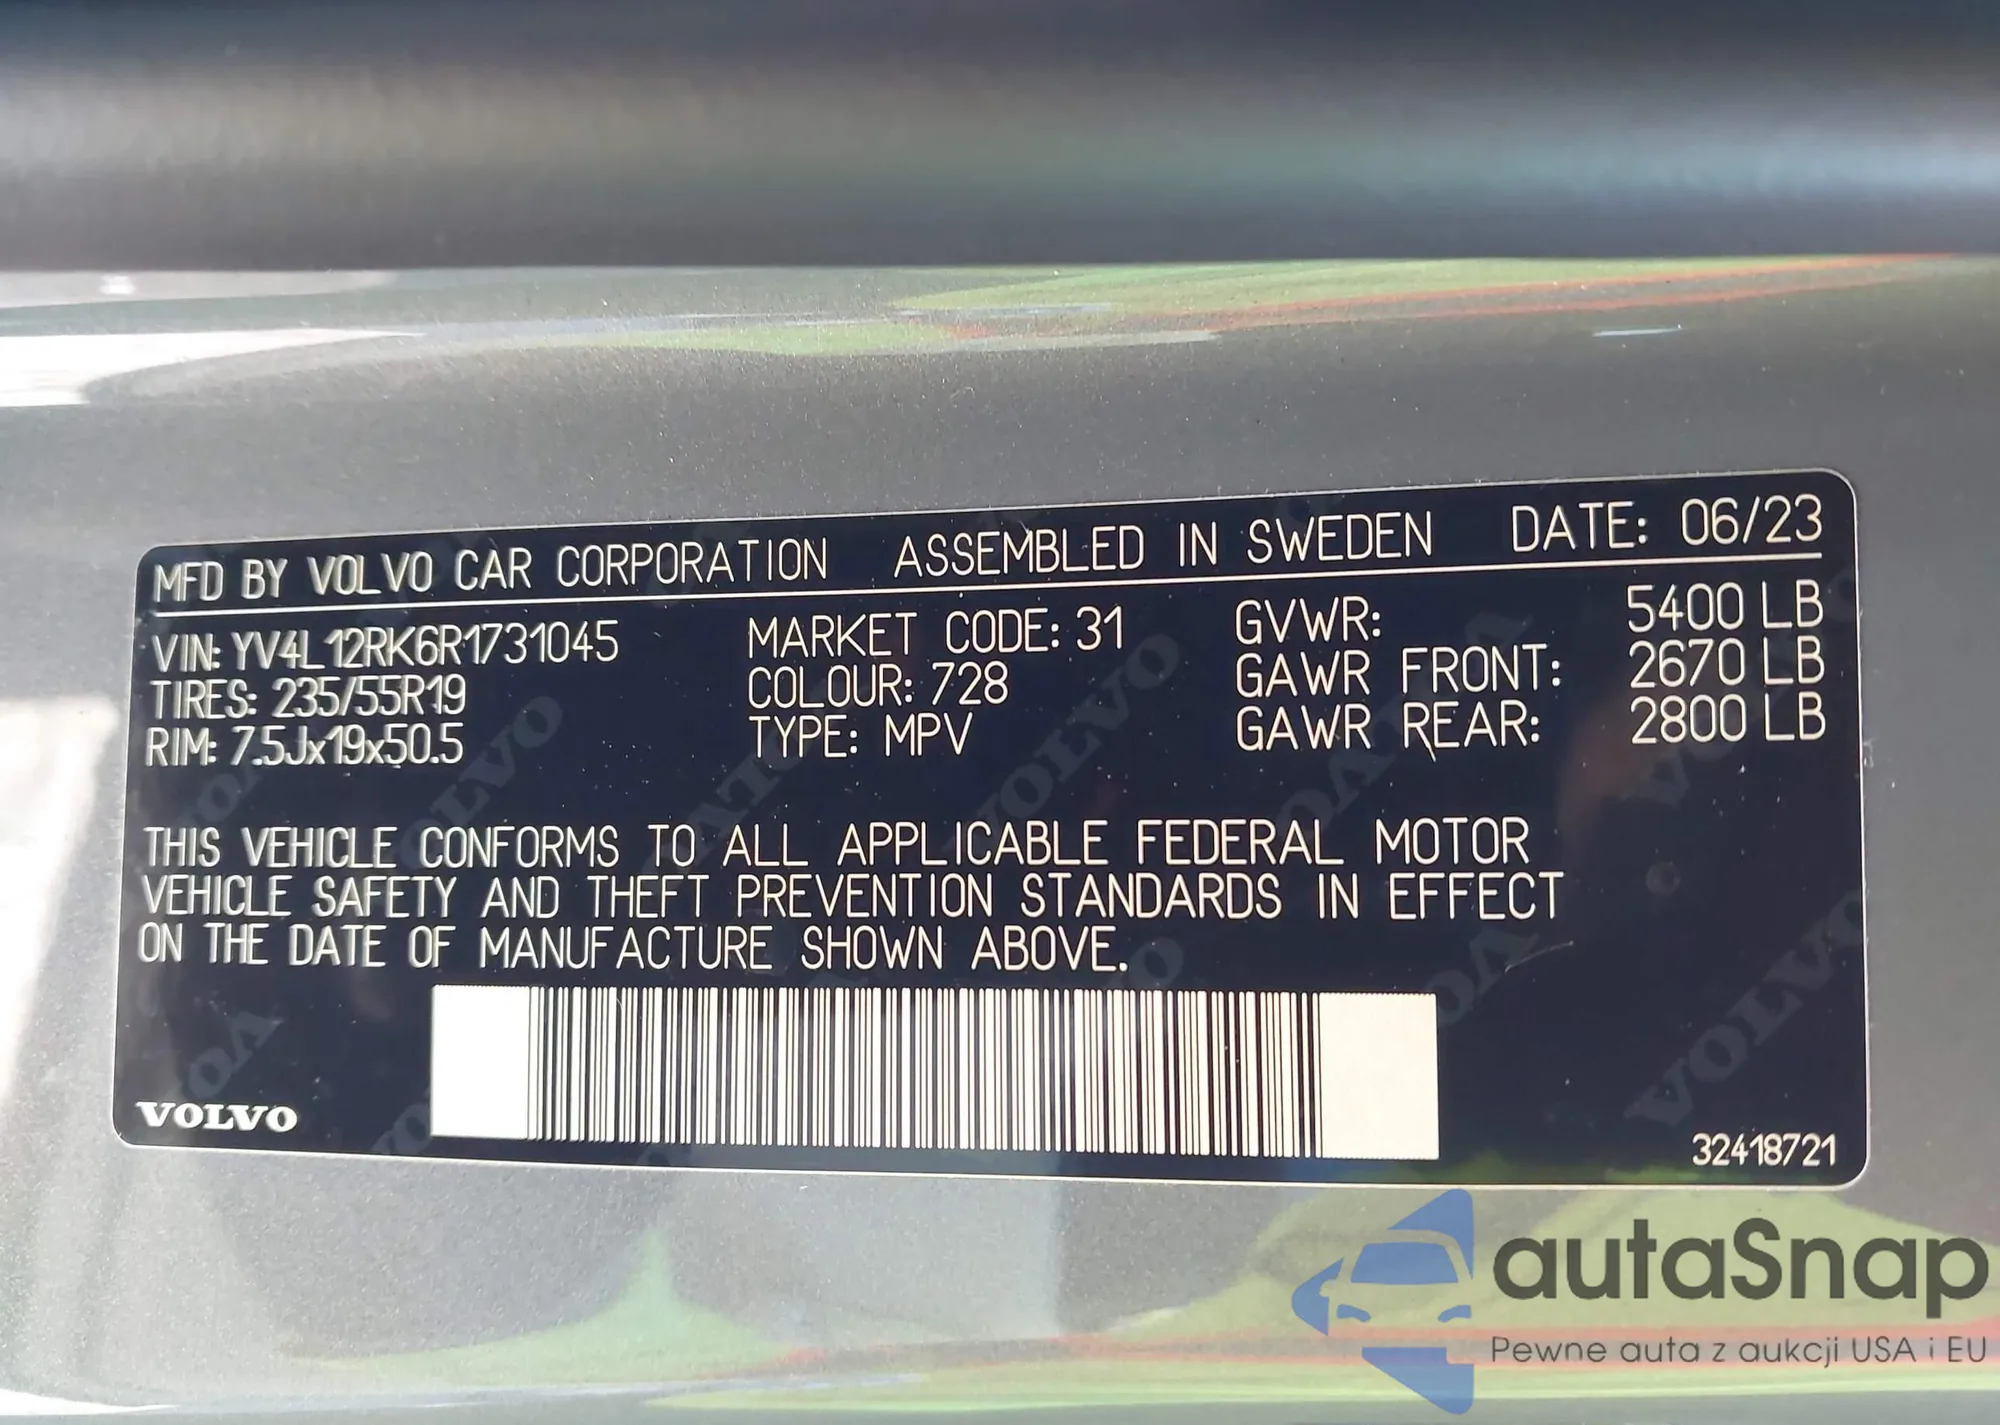 MFD BY VOLVO CAR CORPORATION ASSEMBLED IN SWEDEN DATE: 06/23
VIN: YV4L12RK6R1731045 MARKET CODE: 31 GVWR: 5400 LB
TIRES: 235/55R19 COLOUR: 728 GAWR FRONT: 2670 LB
RIM: 7.5Jx19x50.5 TYPE: MPV GAWR REAR: 2800 LB
THIS VEHICLE CONFORMS TO ALL APPLICABLE FEDERAL MOTOR
VEHICLE SAFETY AND THEFT PREVENTION STANDARDS IN EFFECT
ON THE DATE OF MANUFACTURE SHOWN ABOVE.
VOLVO
32418721
autaSnap
Pewne auta z aukcji USA i EU